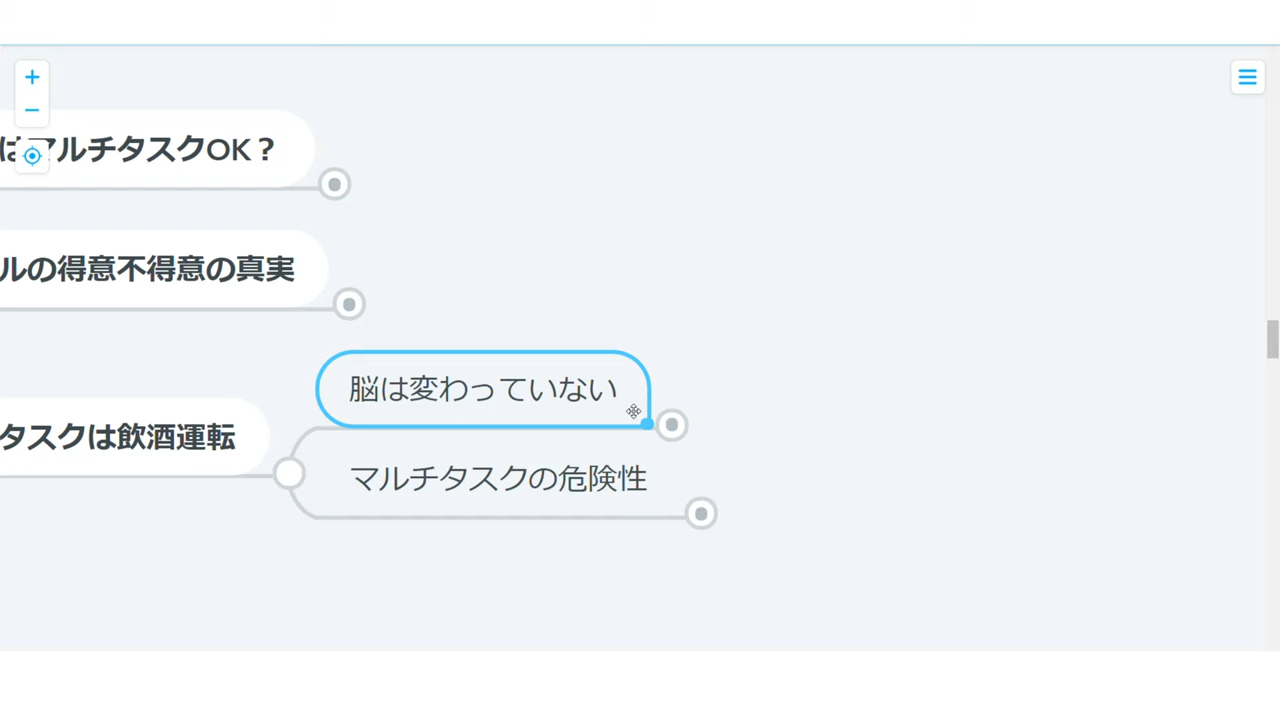 はマルチタスクOK？
ルの得意不得意の真実
脳は変わっていない
タスクは飲酒運転
マルチタスクの危険性